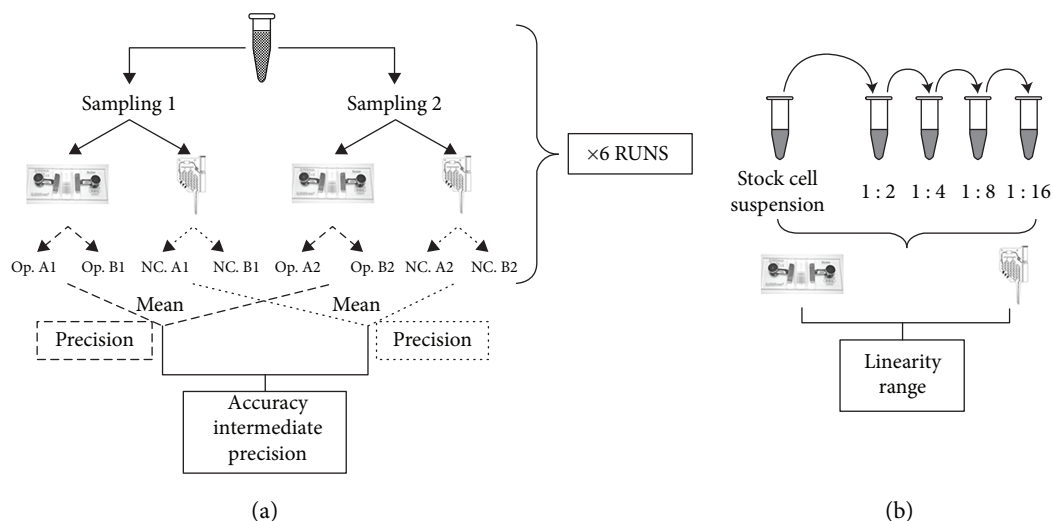 Sampling 1
Sampling 2
×6 RUNS
Op. A1
Op. B1
NC. A1
NC. B1
Op. A2
Op. B2
NC. A2
NC. B2
Mean
Mean
Precision
Precision
Accuracy
intermediate
precision
(a)
Stock cell
suspension
1 : 2
1 : 4
1 : 8
1 : 16
Linearity
range
(b)